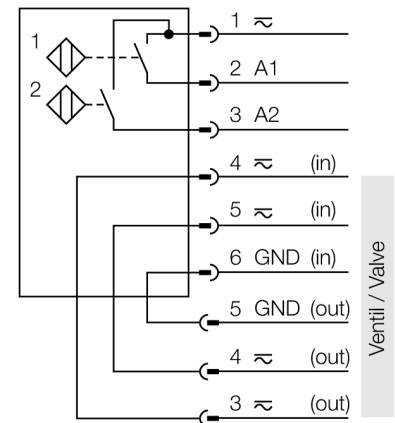 1
2
1 ⎓
2 A1
3 A2
4 ⎓ (in)
5 ⎓ (in)
6 GND (in)
5 GND (out)
4 ⎓ (out)
3 ⎓ (out)
Ventil / Valve